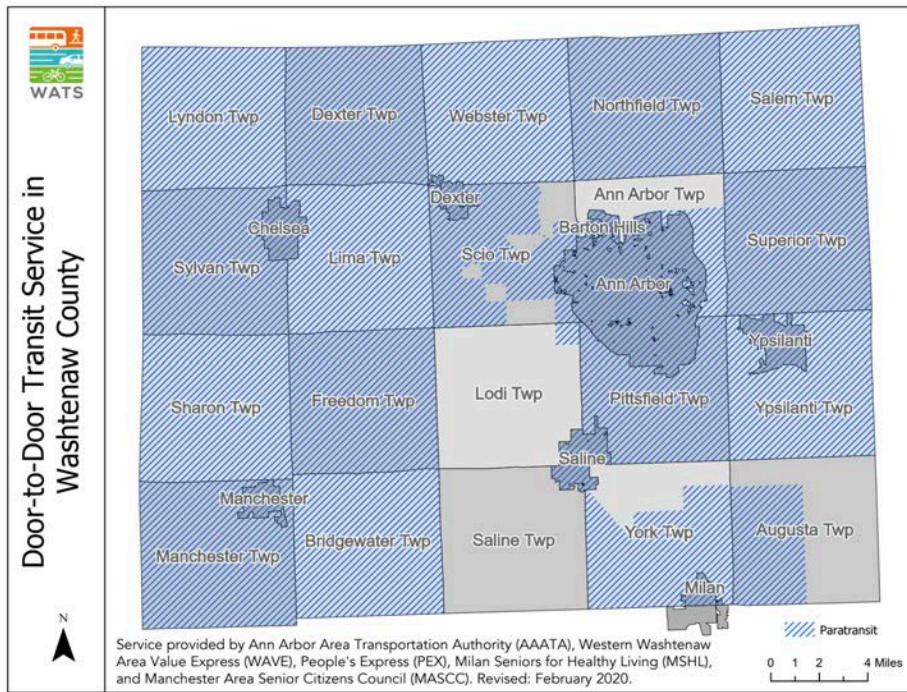 WATS
Door-to-Door Transit Service in
Washtenaw County
N
Lyndon Twp
Dexter Twp
Webster Twp
Northfield Twp
Salem Twp
Ann Arbor Twp
Dexter
Chelsea
Barton Hills
Sylvan Twp
Lima Twp
Scio Twp
Superior Twp
Ann Arbor
Ypsilanti
Sharon Twp
Freedom Twp
Lodi Twp
Pittsfield Twp
Ypsilanti Twp
Saline
Manchester
Manchester Twp
Bridgewater Twp
Saline Twp
York Twp
Augusta Twp
Milan
Paratransit
0 1 2 4 Miles
Service provided by Ann Arbor Area Transportation Authority (AAATA), Western Washtenaw
Area Value Express (WAVE), People's Express (PEX), Milan Seniors for Healthy Living (MSHL),
and Manchester Area Senior Citizens Council (MASCC). Revised: February 2020.